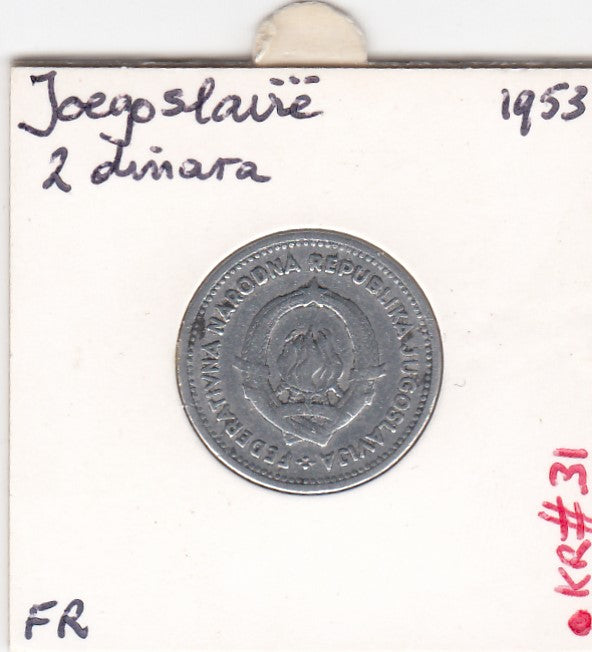 Joegoslavië
1953
2 dinara
FEDERATIVNA NARODNA REPUBLIKA JUGOSLAVIJA
FR
KR#31